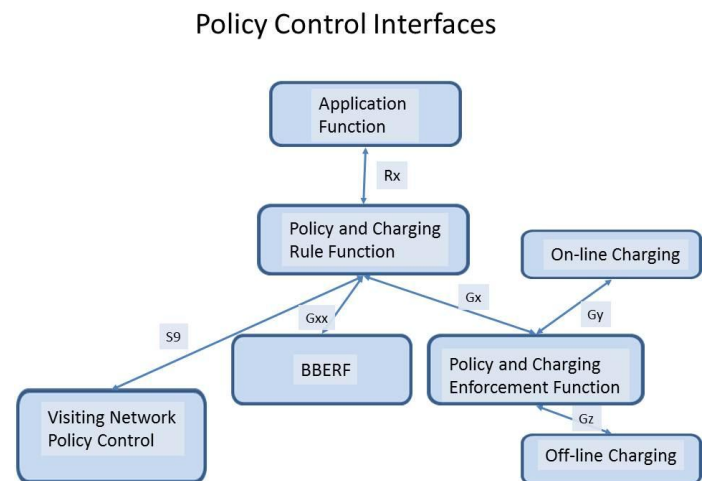 Policy Control Interfaces
Application
Function
Rx
Policy and Charging
Rule Function
On-line Charging
Gx
Gxx
Gy
S9
BBERF
Policy and Charging
Enforcement Function
Visiting Network
Policy Control
Gz
Off-line Charging